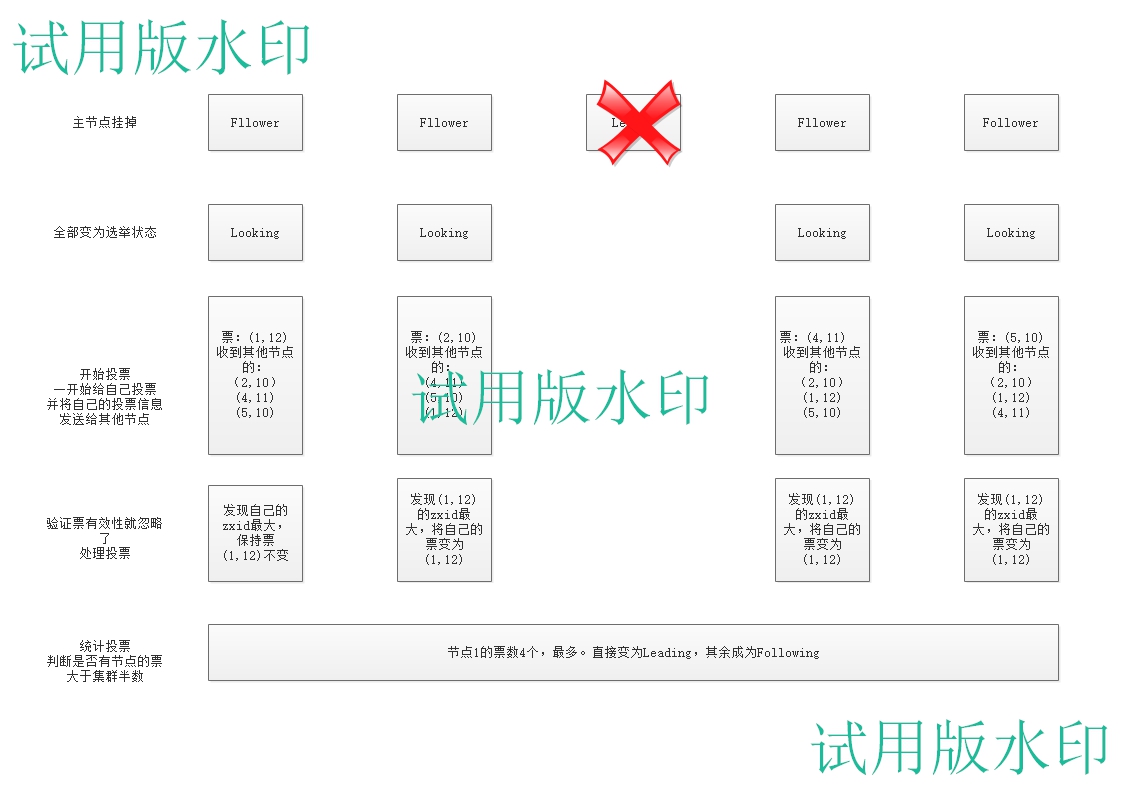 试用版水印
主节点挂掉
Fllower
Fllower
Fllower
Follower
全部变为选举状态
Looking
Looking
Looking
Looking
开始投票
一开始给自己投票
并将自己的投票信息
发送给其他节点
票：(1,12)
收到其他节点
的：
(2,10)
(4,11)
(5,10)
票：(2,10)
收到其他节点
的：
(4,11)
(5,10)
(1,12)
试用版水印
票：(4,11)
收到其他节点
的：
(2,10)
(1,12)
(5,10)
票：(5,10)
收到其他节点
的：
(2,10)
(1,12)
(4,11)
验证票有效性就忽略
了
处理投票
发现自己的
zxid最大，
保持票
(1,12)不变
发现(1,12)
的zxid最
大，将自己的
票变为
(1,12)
发现(1,12)
的zxid最
大，将自己的
票变为
(1,12)
发现(1,12)
的zxid最
大，将自己的
票变为
(1,12)
统计投票
判断是否有节点的票
大于集群半数
节点1的票数4个，最多。直接变为Leading，其余成为Following
试用版水印